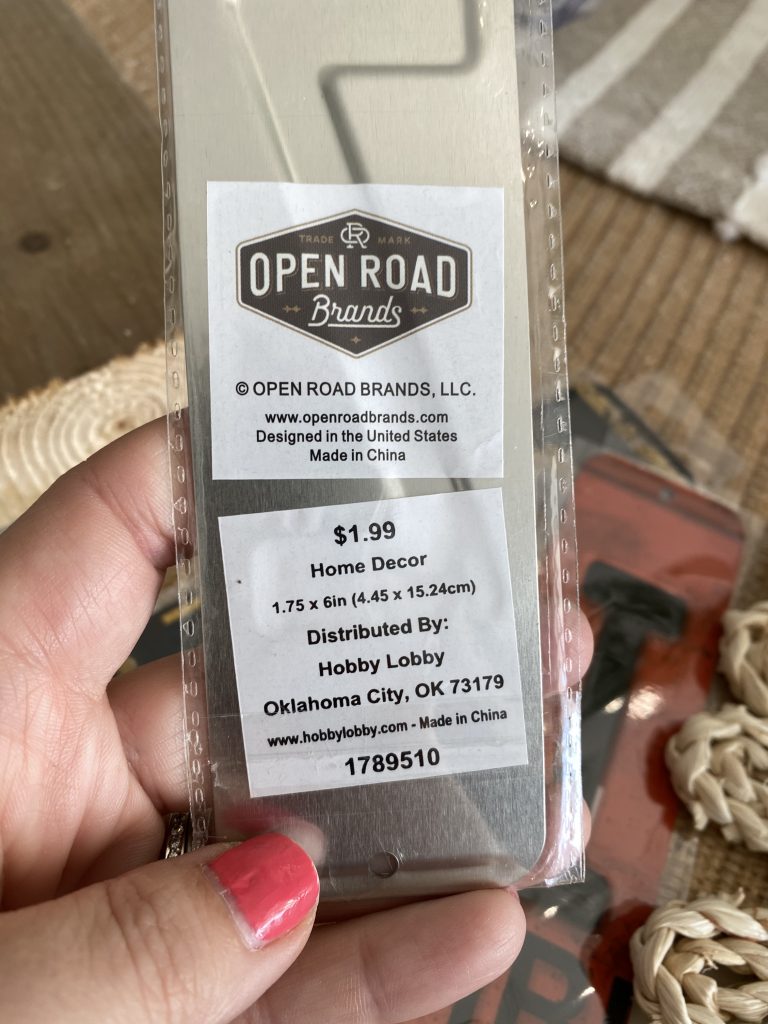 TRADE MARK
OPEN ROAD
Brands
© OPEN ROAD BRANDS, LLC.
www.openroadbrands.com
Designed in the United States
Made in China
$1.99
Home Decor
1.75 x 6in (4.45 x 15.24cm)
Distributed By:
Hobby Lobby
Oklahoma City, OK 73179
www.hobbylobby.com - Made in China
1789510